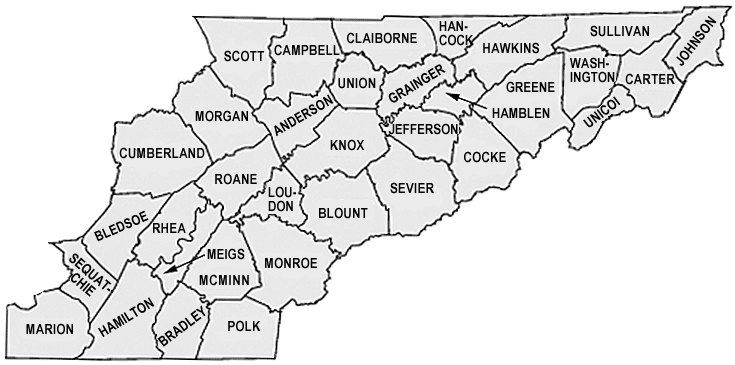 HAN-
COCK
SULLIVAN
JOHNSON
CLAIBORNE
CAMPBELL
SCOTT
HAWKINS
WASH-
INGTON
CARTER
UNION
GRAINGER
GREENE
UNICOI
MORGAN
ANDERSON
HAMBLEN
JEFFERSON
KNOX
CUMBERLAND
COCKE
ROANE
LOU-
DON
SEVIER
BLOUNT
BLEDSOE
RHEA
MEIGS
MCMINN
MONROE
SEQUAT-
CHIE
MARION
HAMILTON
BRADLEY
POLK